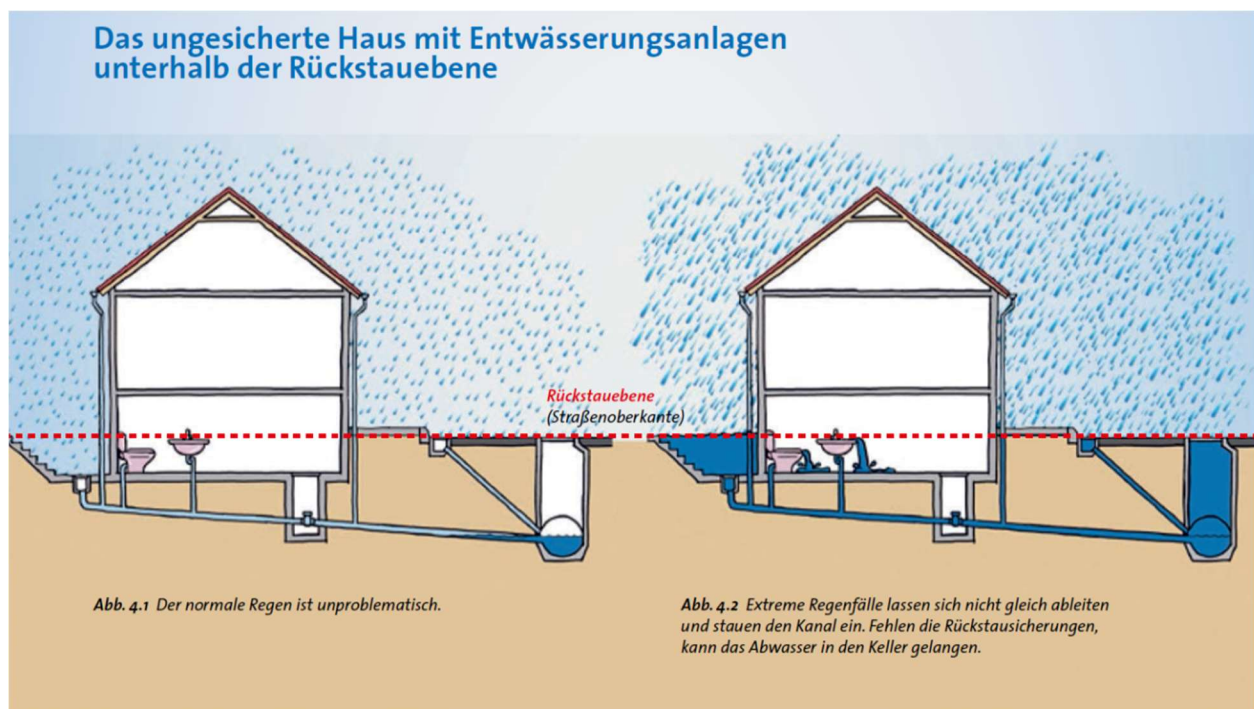 Das ungesicherte Haus mit Entwässerungsanlagen
unterhalb der Rückstauebene
Rückstauebene
(Straßenoberkante)
Abb. 4.1 Der normale Regen ist unproblematisch.
Abb. 4.2 Extreme Regenfälle lassen sich nicht gleich ableiten
und stauen den Kanal ein. Fehlen die Rückstausicherungen,
kann das Abwasser in den Keller gelangen.